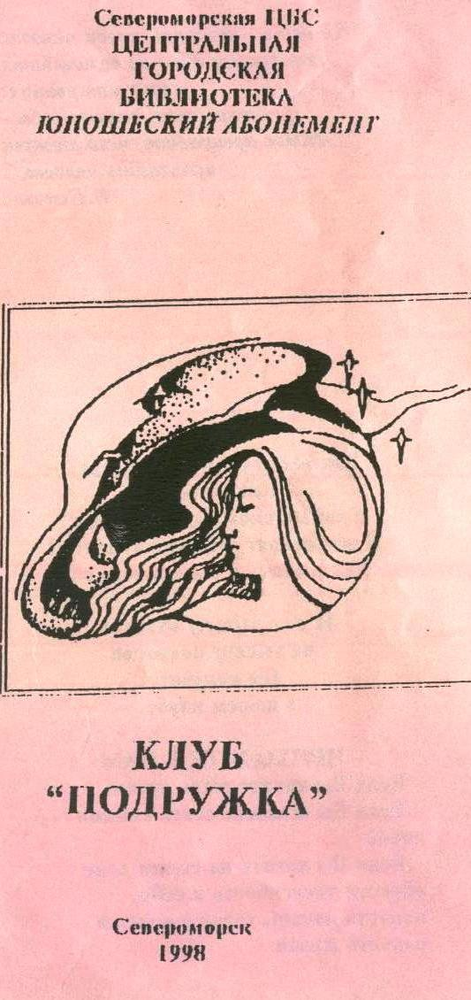 Североморская ЦБС
ЦЕНТРАЛЬНАЯ
ГОРОДСКАЯ
БИБЛИОТЕКА
ЮНОШЕСКИЙ АБОНЕМЕНТ
КЛУБ
“ПОДРУЖКА”
Североморск
1998